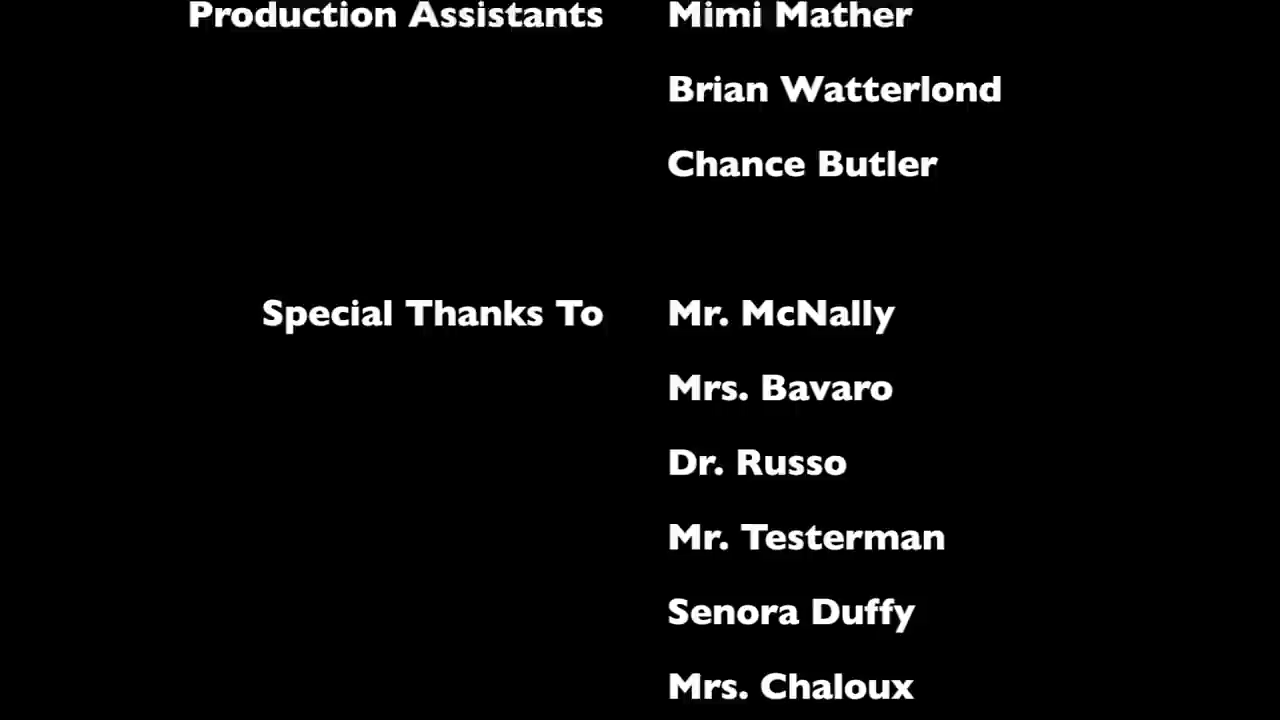 Production Assistants Mimi Mather
Brian Watterlond
Chance Butler
Special Thanks To Mr. McNally
Mrs. Bavaro
Dr. Russo
Mr. Testerman
Senora Duffy
Mrs. Chaloux